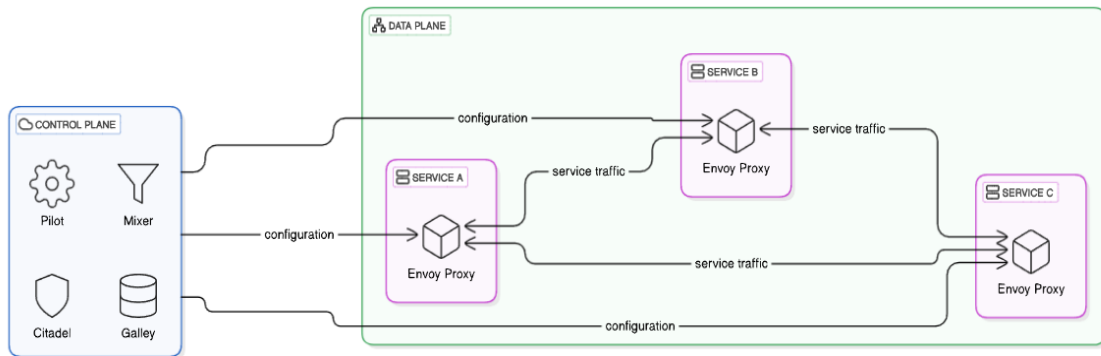 DATA PLANE
SERVICE B
configuration
service traffic
Envoy Proxy
CONTROL PLANE
service traffic
SERVICE A
SERVICE C
Pilot
Mixer
configuration
Envoy Proxy
service traffic
Envoy Proxy
Citadel
Galley
configuration